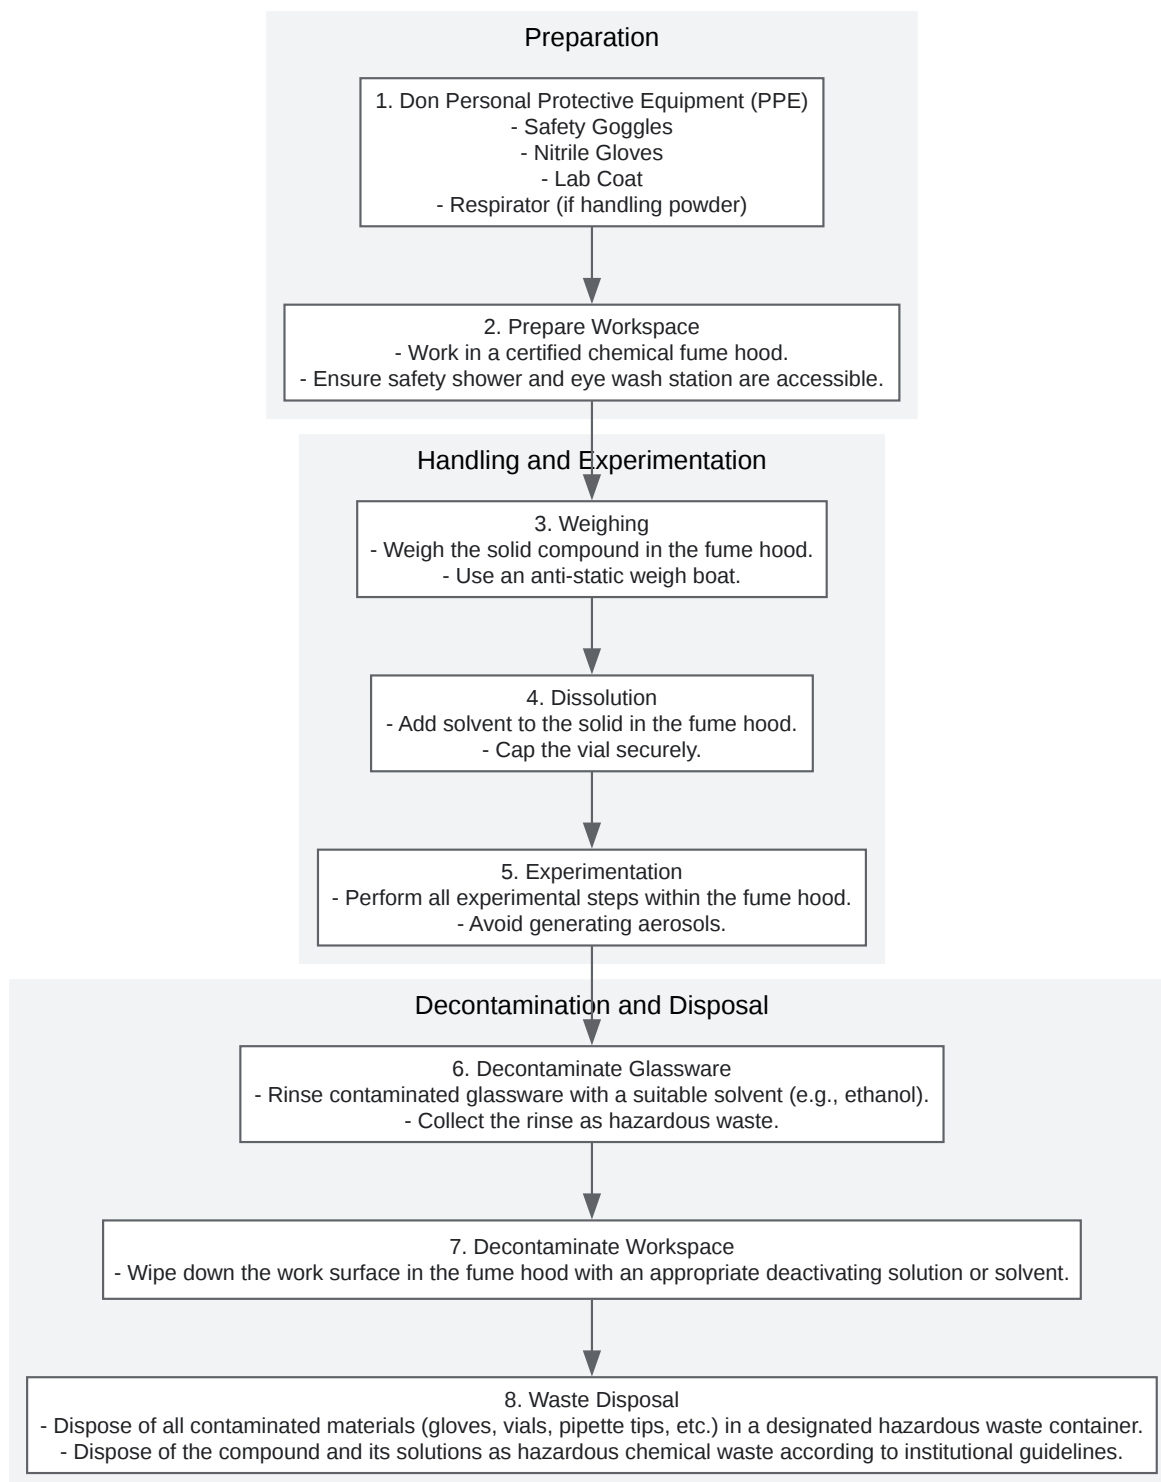 Preparation
1. Don Personal Protective Equipment (PPE)
- Safety Goggles
- Nitrile Gloves
- Lab Coat
- Respirator (if handling powder)
2. Prepare Workspace
- Work in a certified chemical fume hood.
- Ensure safety shower and eye wash station are accessible.
Handling and Experimentation
3. Weighing
- Weigh the solid compound in the fume hood.
- Use an anti-static weigh boat.
4. Dissolution
- Add solvent to the solid in the fume hood.
- Cap the vial securely.
5. Experimentation
- Perform all experimental steps within the fume hood.
- Avoid generating aerosols.
Decontamination and Disposal
6. Decontaminate Glassware
- Rinse contaminated glassware with a suitable solvent (e.g., ethanol).
- Collect the rinse as hazardous waste.
7. Decontaminate Workspace
- Wipe down the work surface in the fume hood with an appropriate deactivating solution or solvent.
8. Waste Disposal
- Dispose of all contaminated materials (gloves, vials, pipette tips, etc.) in a designated hazardous waste container.
- Dispose of the compound and its solutions as hazardous chemical waste according to institutional guidelines.